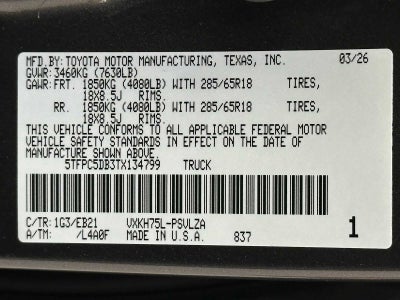 MFD.BY: TOYOTA MOTOR MANUFACTURING, TEXAS, INC. 03/26
GVWR: 3460KG (7630LB)
GAWR: FRT. 1850KG (4080LB) WITH 285/65R18 TIRES,
18X8.5J RIMS.
RR. 1850KG (4080LB) WITH 285/65R18 TIRES,
18X8.5J RIMS.
THIS VEHICLE CONFORMS TO ALL APPLICABLE FEDERAL MOTOR
VEHICLE SAFETY STANDARDS IN EFFECT ON THE DATE OF
MANUFACTURE SHOWN ABOVE.
5TFPC5DB3TX134799 TRUCK
C/TR: 1G3/EB21 VXKH75L-PSVLZA 1
A/TM: /L4A0F MADE IN U.S.A. 837